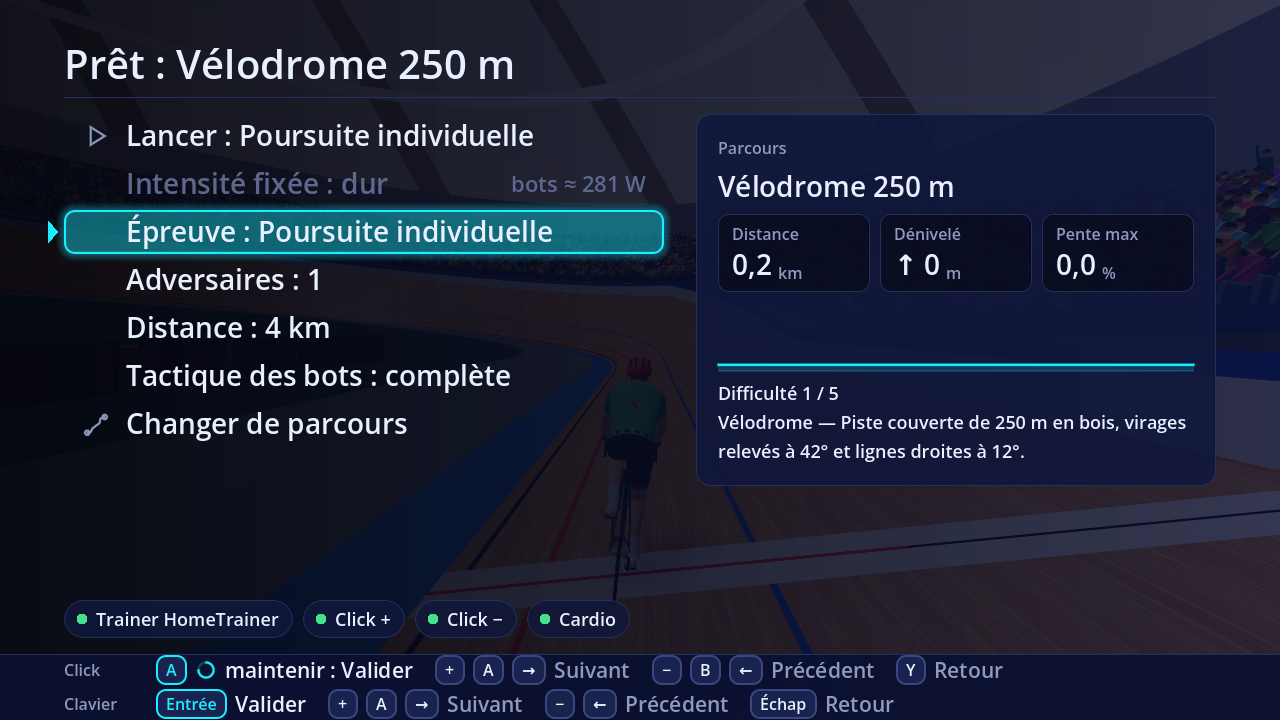 Prêt : Vélodrome 250 m
Lancer : Poursuite individuelle
Intensité fixée : dur bots ≈ 281 W
Épreuve : Poursuite individuelle
Adversaires : 1
Distance : 4 km
Tactique des bots : complète
Changer de parcours
Parcours
Vélodrome 250 m
Distance Dénivelé Pente max
0,2 km ↑ 0 m 0,0 %
Difficulté 1 / 5
Vélodrome — Piste couverte de 250 m en bois, virages
relevés à 42° et lignes droites à 12°.
Trainer HomeTrainer Click + Click − Cardio
Click A maintenir : Valider + A → Suivant − B ← Précédent Y Retour
Clavier Entrée Valider + A → Suivant − ← Précédent Échap Retour